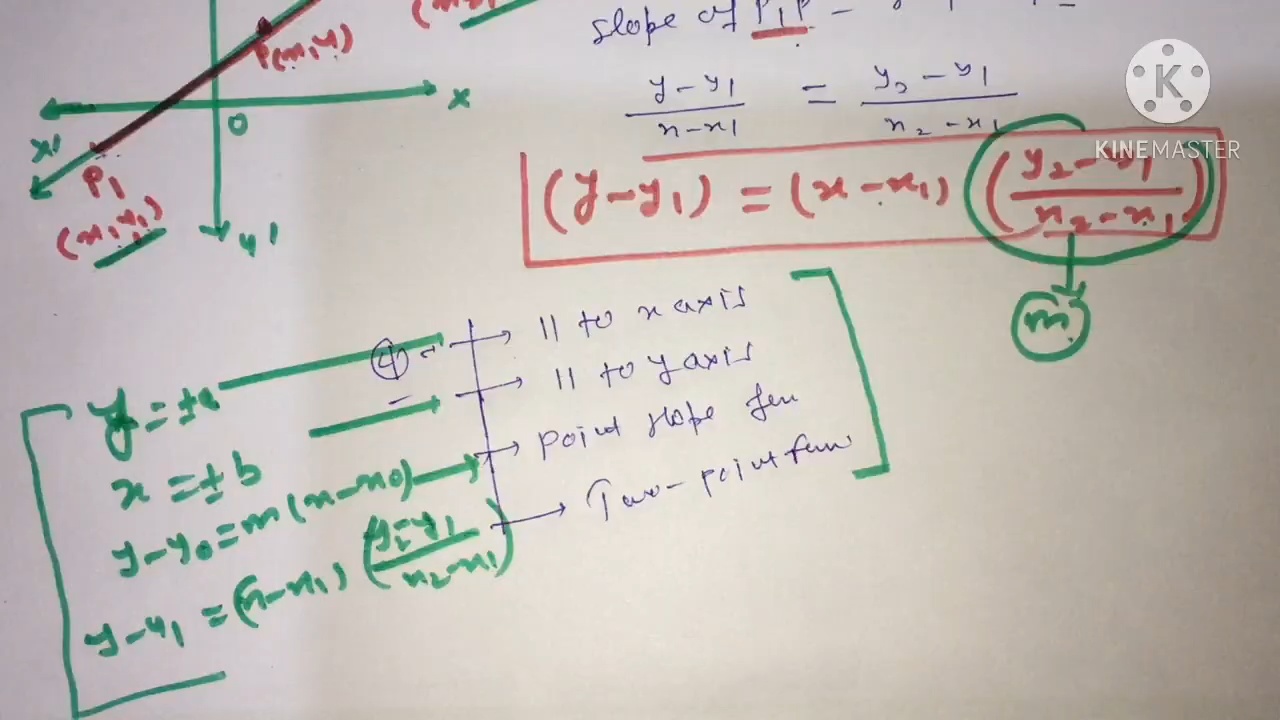 P(x,y)
x
x'
0
P1
(x1,y1)
y'
slope of P1P =
y-y1 / x-x1 = y2-y1 / x2-x1
(y-y1) = (x-x1) (y2-y1 / x2-x1)
m
K
KINEMASTER
4
→ || to x axis
→ || to y axis
→ point slope form
→ Two-point form
y = ±a
x = ±b
y-y0 = m(x-x0)
y-y1 = (x-x1) (y2-y1 / x2-x1)